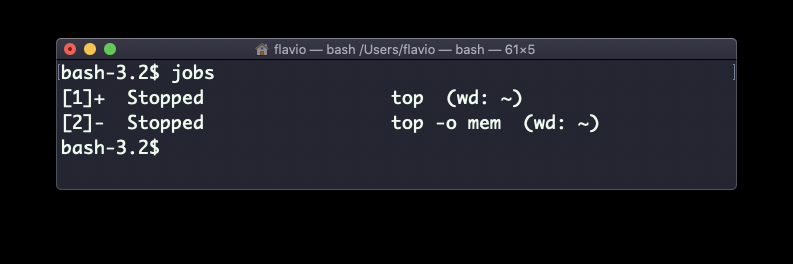 flavio — bash /Users/flavio — bash — 61×5
bash-3.2$ jobs
[1]+  Stopped                 top  (wd: ~)
[2]-  Stopped                 top -o mem  (wd: ~)
bash-3.2$